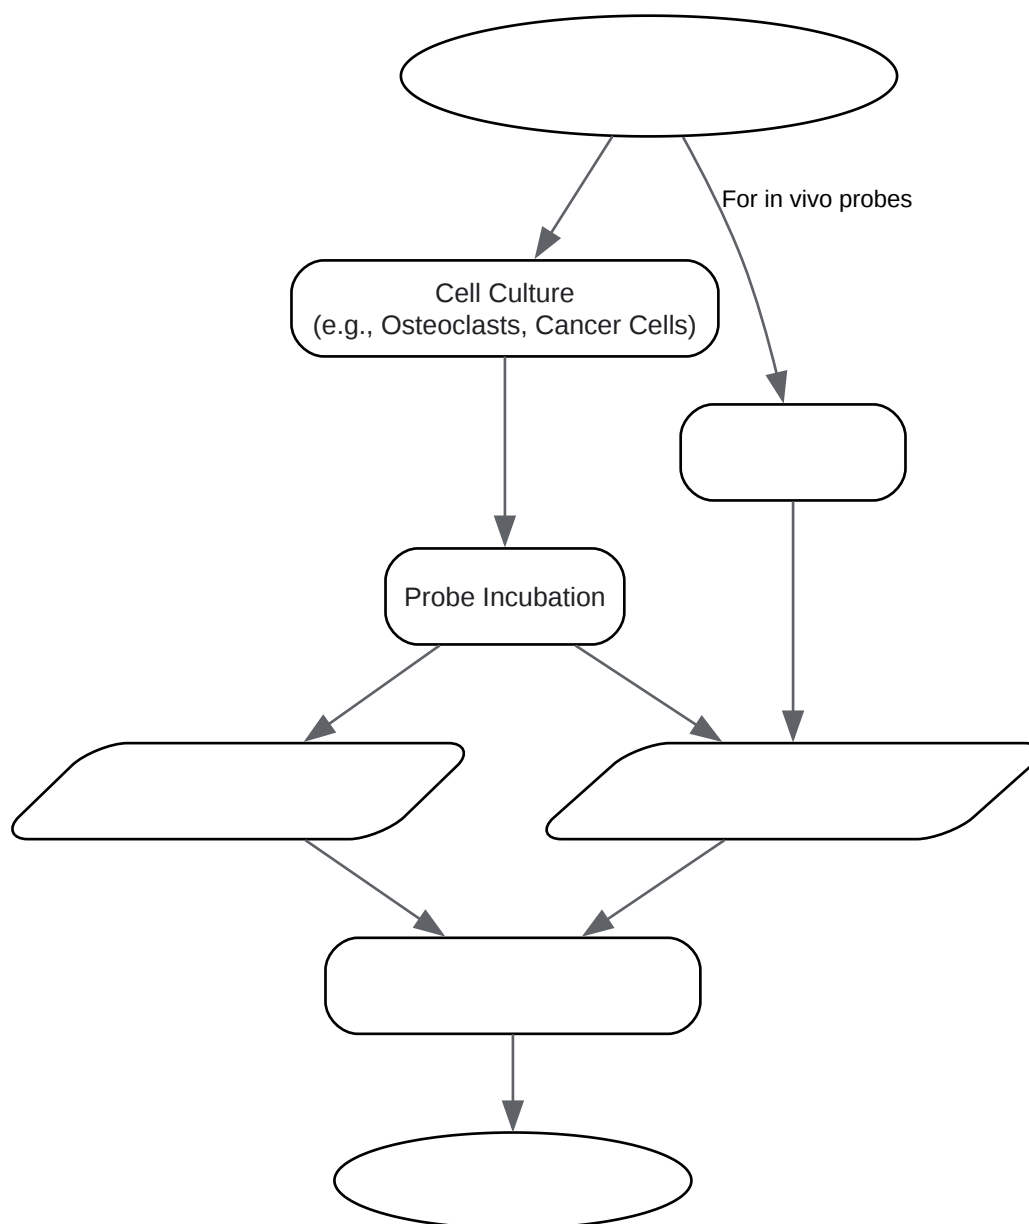 For in vivo probes
Cell Culture
(e.g., Osteoclasts, Cancer Cells)
Probe Incubation